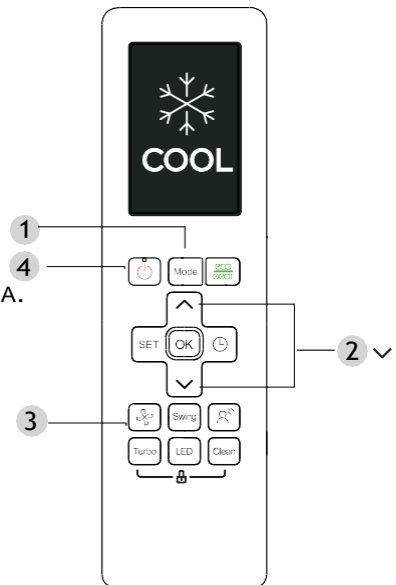 COOL
1
4
A.
Mode eco GEAR
SET OK
2
3
Swing
Turbo LED Clean